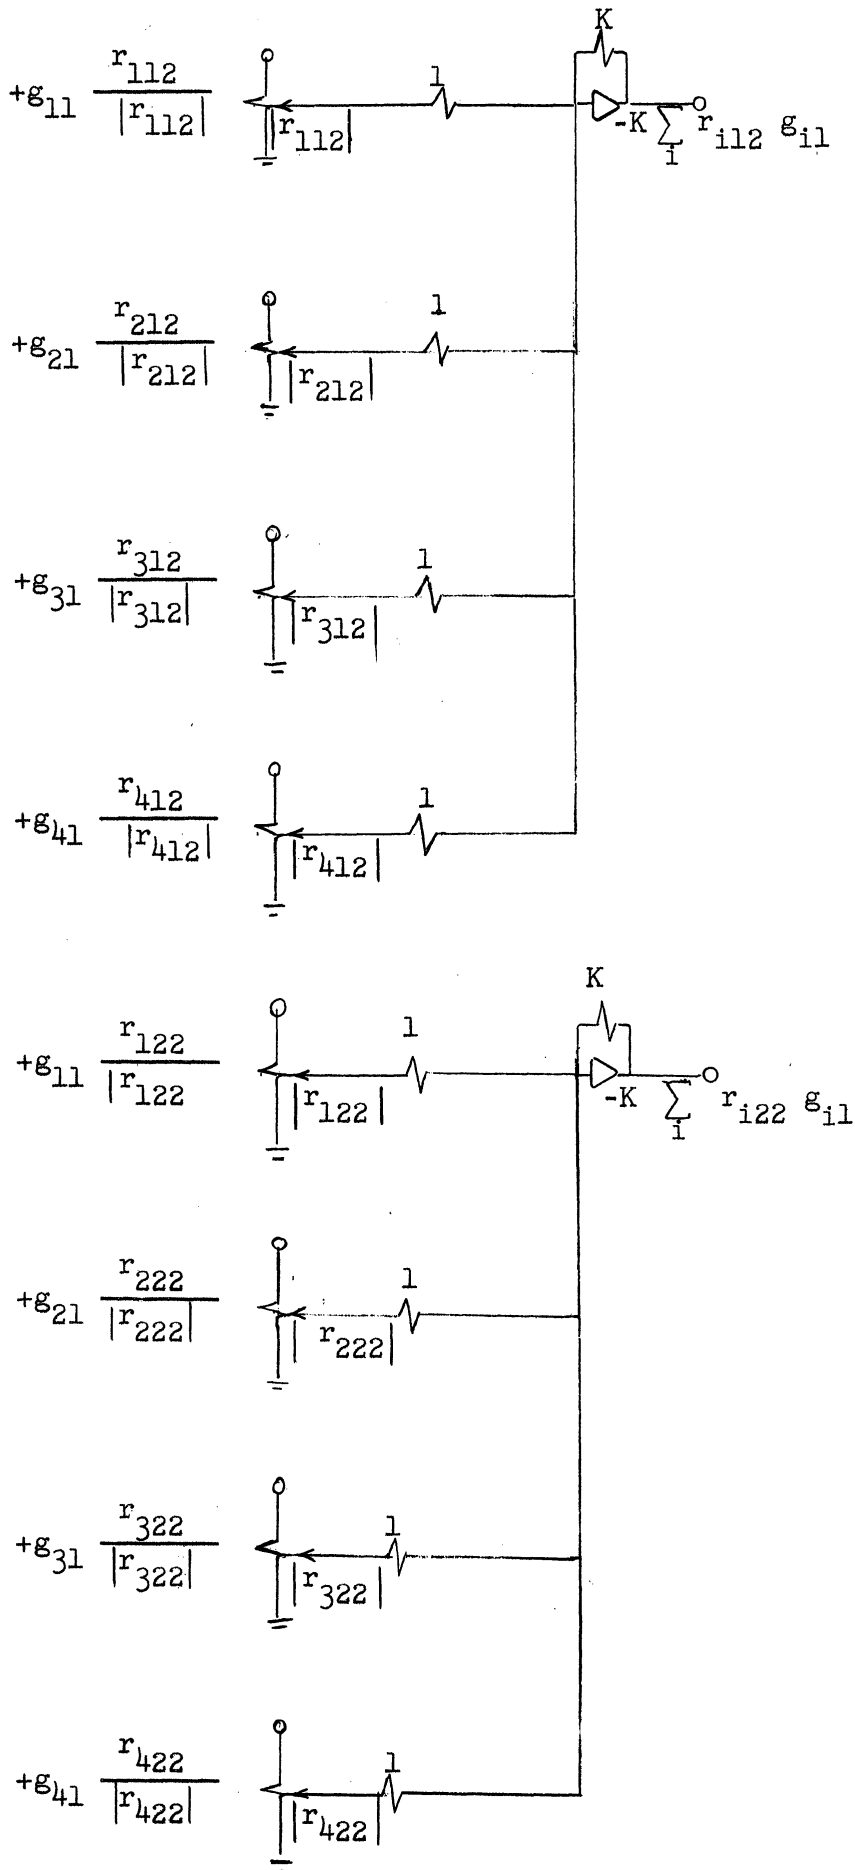 K
+g11 r112 / |r112| |r112| 1 -K ∑i ri12 gi1
+g21 r212 / |r212| |r212| 1
+g31 r312 / |r312| |r312| 1
+g41 r412 / |r412| |r412| 1
K
+g11 r122 / |r122 |r122| 1 -K ∑i ri22 gi1
+g21 r222 / |r222| |r222| 1
+g31 r322 / |r322| |r322| 1
+g41 r422 / |r422| |r422| 1